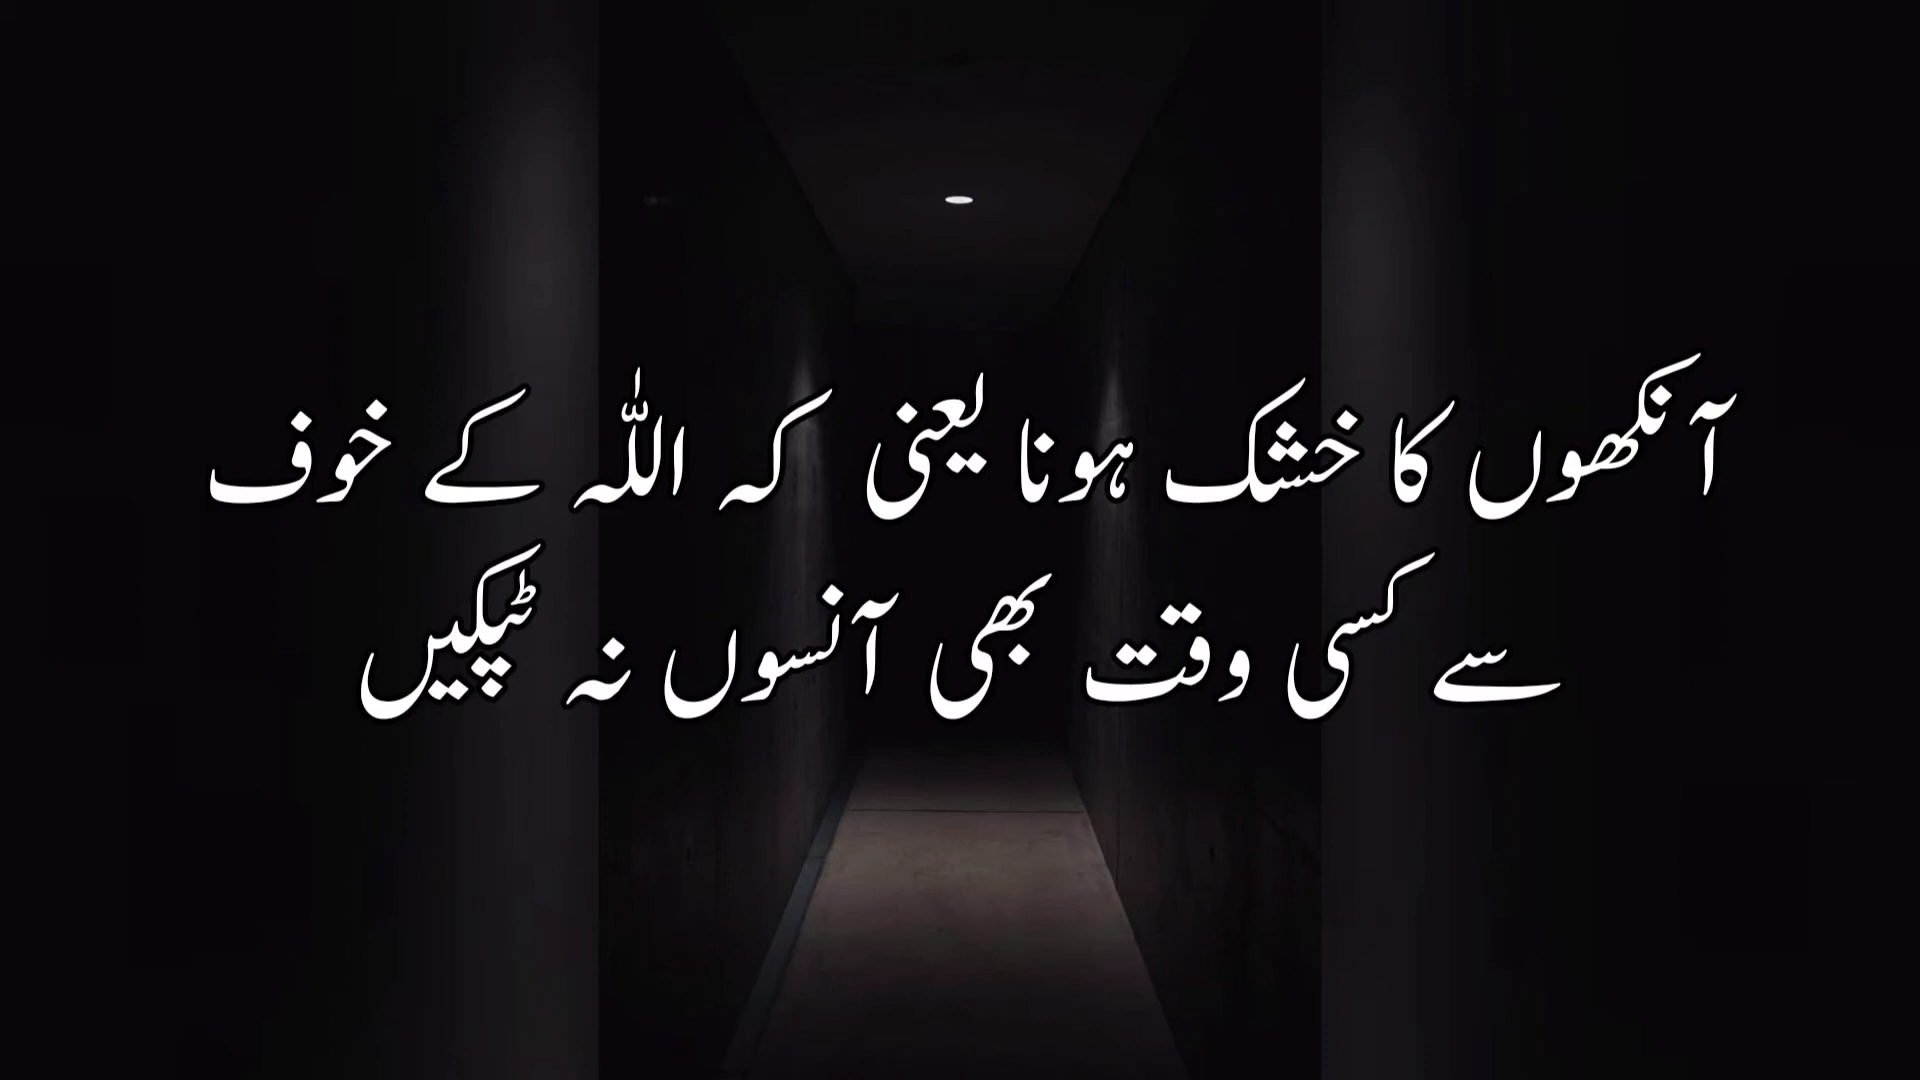 آنکھوں کا خشک ہونا یعنی کہ اللہ کے خوف
سے کسی وقت بھی آنسوں نہ ٹپکیں